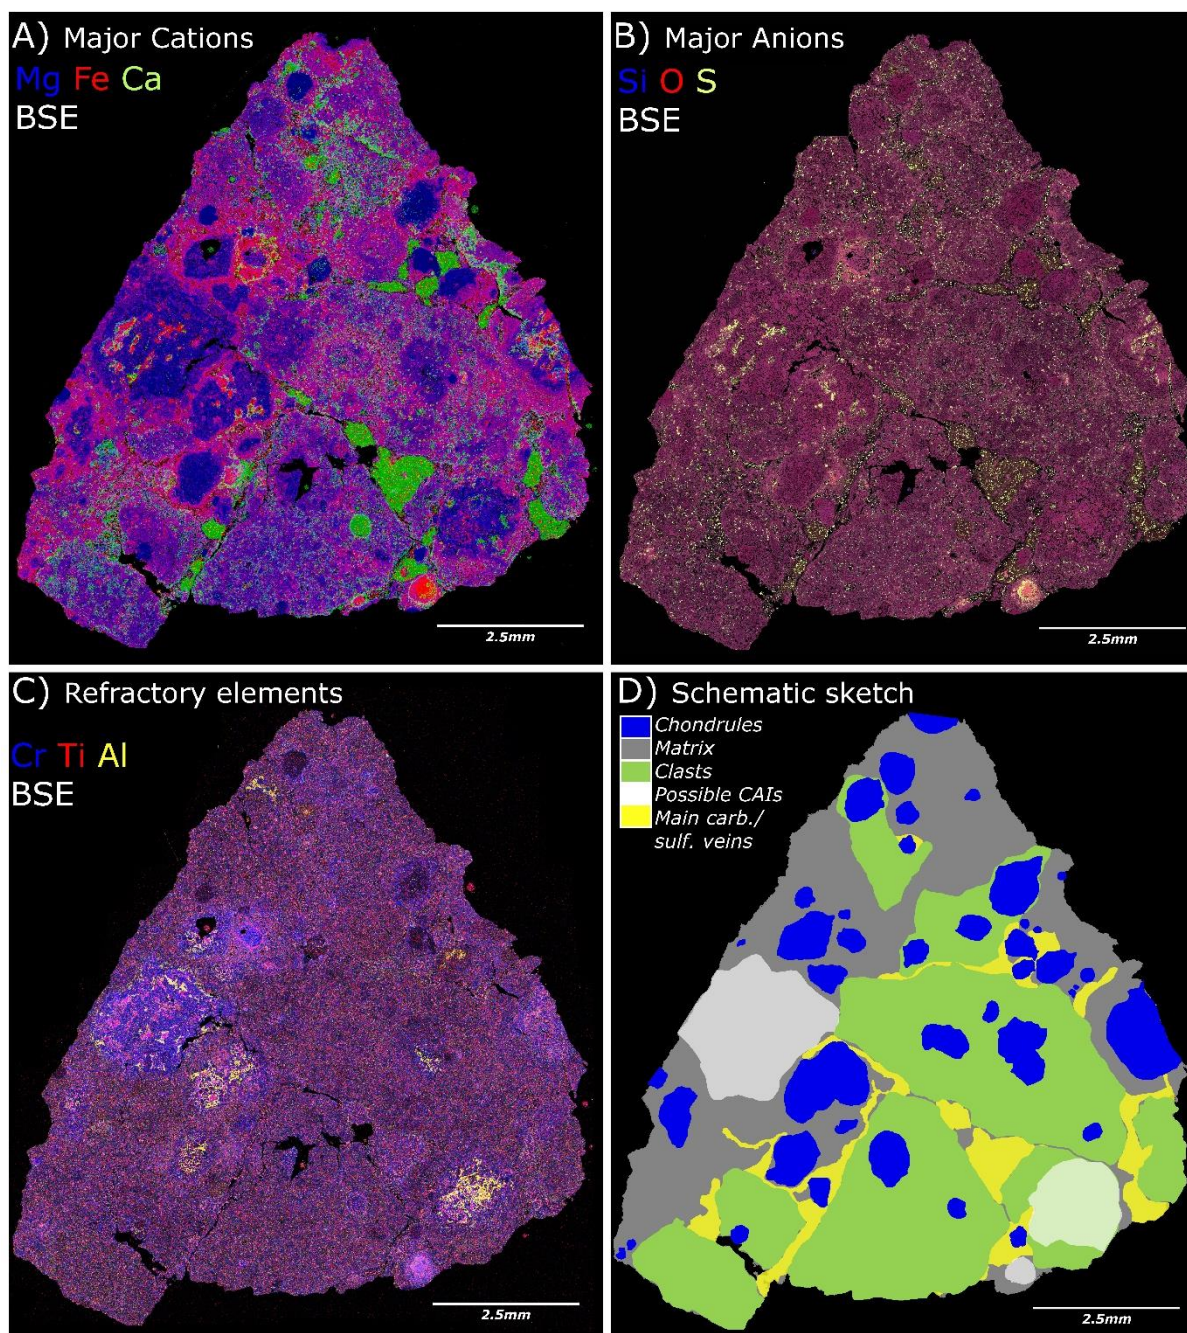 A) Major Cations
Mg Fe Ca
BSE
2.5mm
B) Major Anions
Si O S
BSE
2.5mm
C) Refractory elements
Cr Ti Al
BSE
2.5mm
D) Schematic sketch
Chondrules
Matrix
Clasts
Possible CAIs
Main carb./
sulf. veins
2.5mm